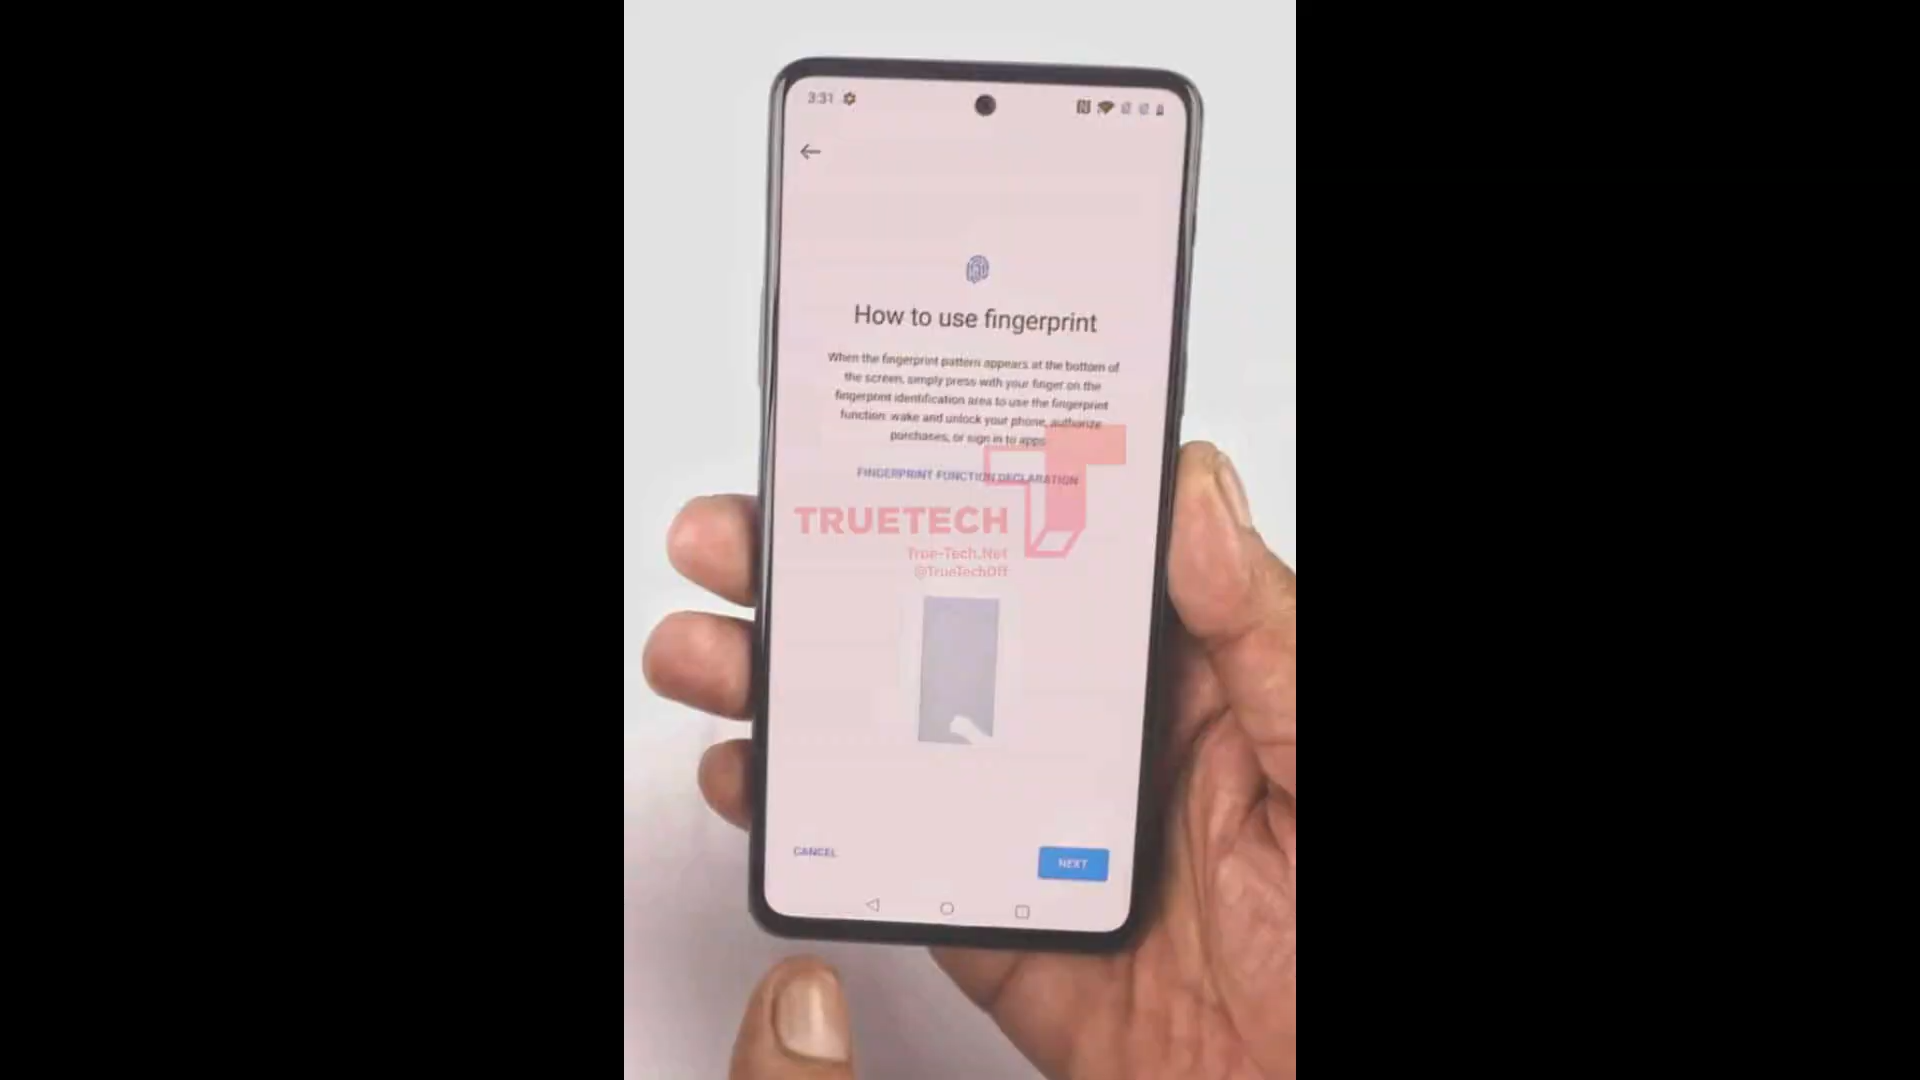 3:31
How to use fingerprint
When the fingerprint pattern appears at the bottom of
the screen, simply press with your finger on the
fingerprint identification area to use the fingerprint
function: wake and unlock your phone, authorize
purchases, or sign in to apps
FINGERPRINT FUNCTION DECLARATION
TRUETECH
True-Tech.Net
@TrueTechOff
CANCEL
NEXT